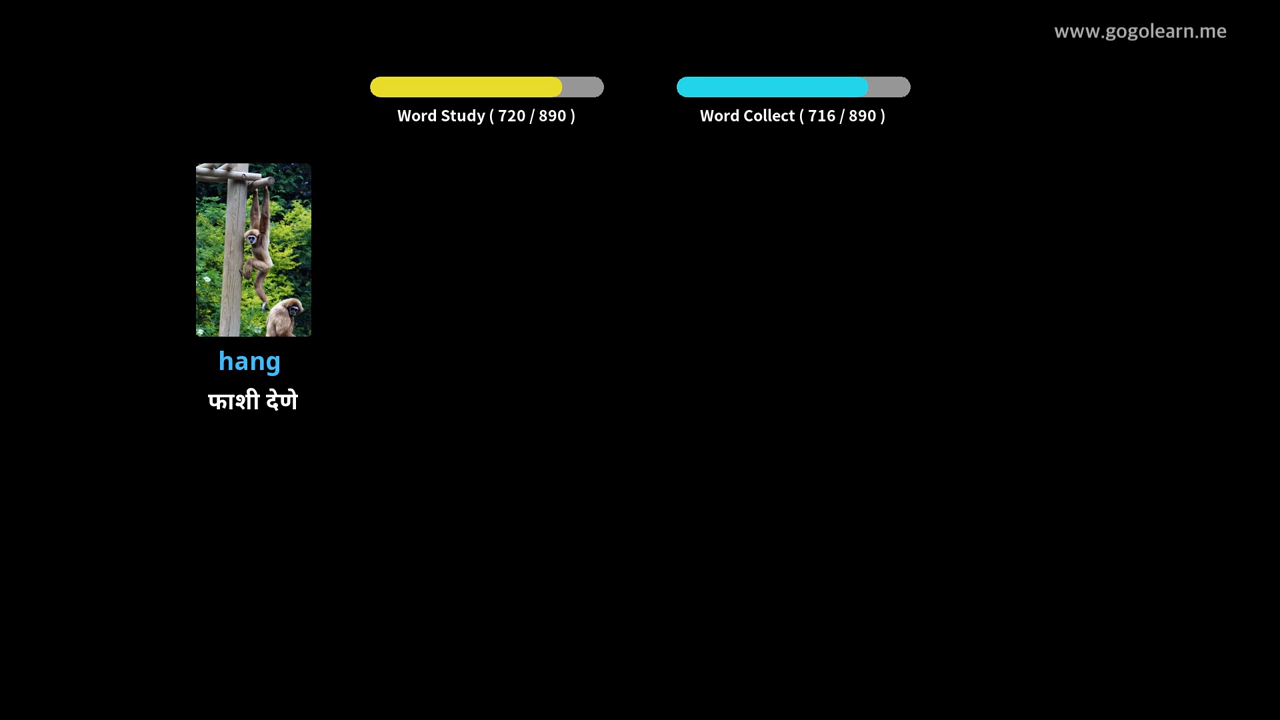 www.gogolearn.me
Word Study ( 720 / 890 )
Word Collect ( 716 / 890 )
hang
फाशी देणे